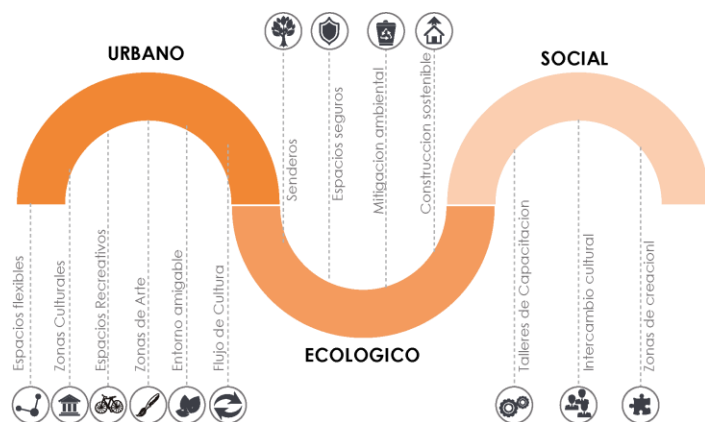 URBANO
Espacios flexibles
Zonas Culturales
Espacios Recreativos
Zonas de Arte
Entorno amigable
Flujo de Cultura
Senderos
Espacios seguros
Mitigacion ambiental
Construccion sostenible
ECOLOGICO
SOCIAL
Talleres de Capacitacion
Intercambio cultural
Zonas de creacionl